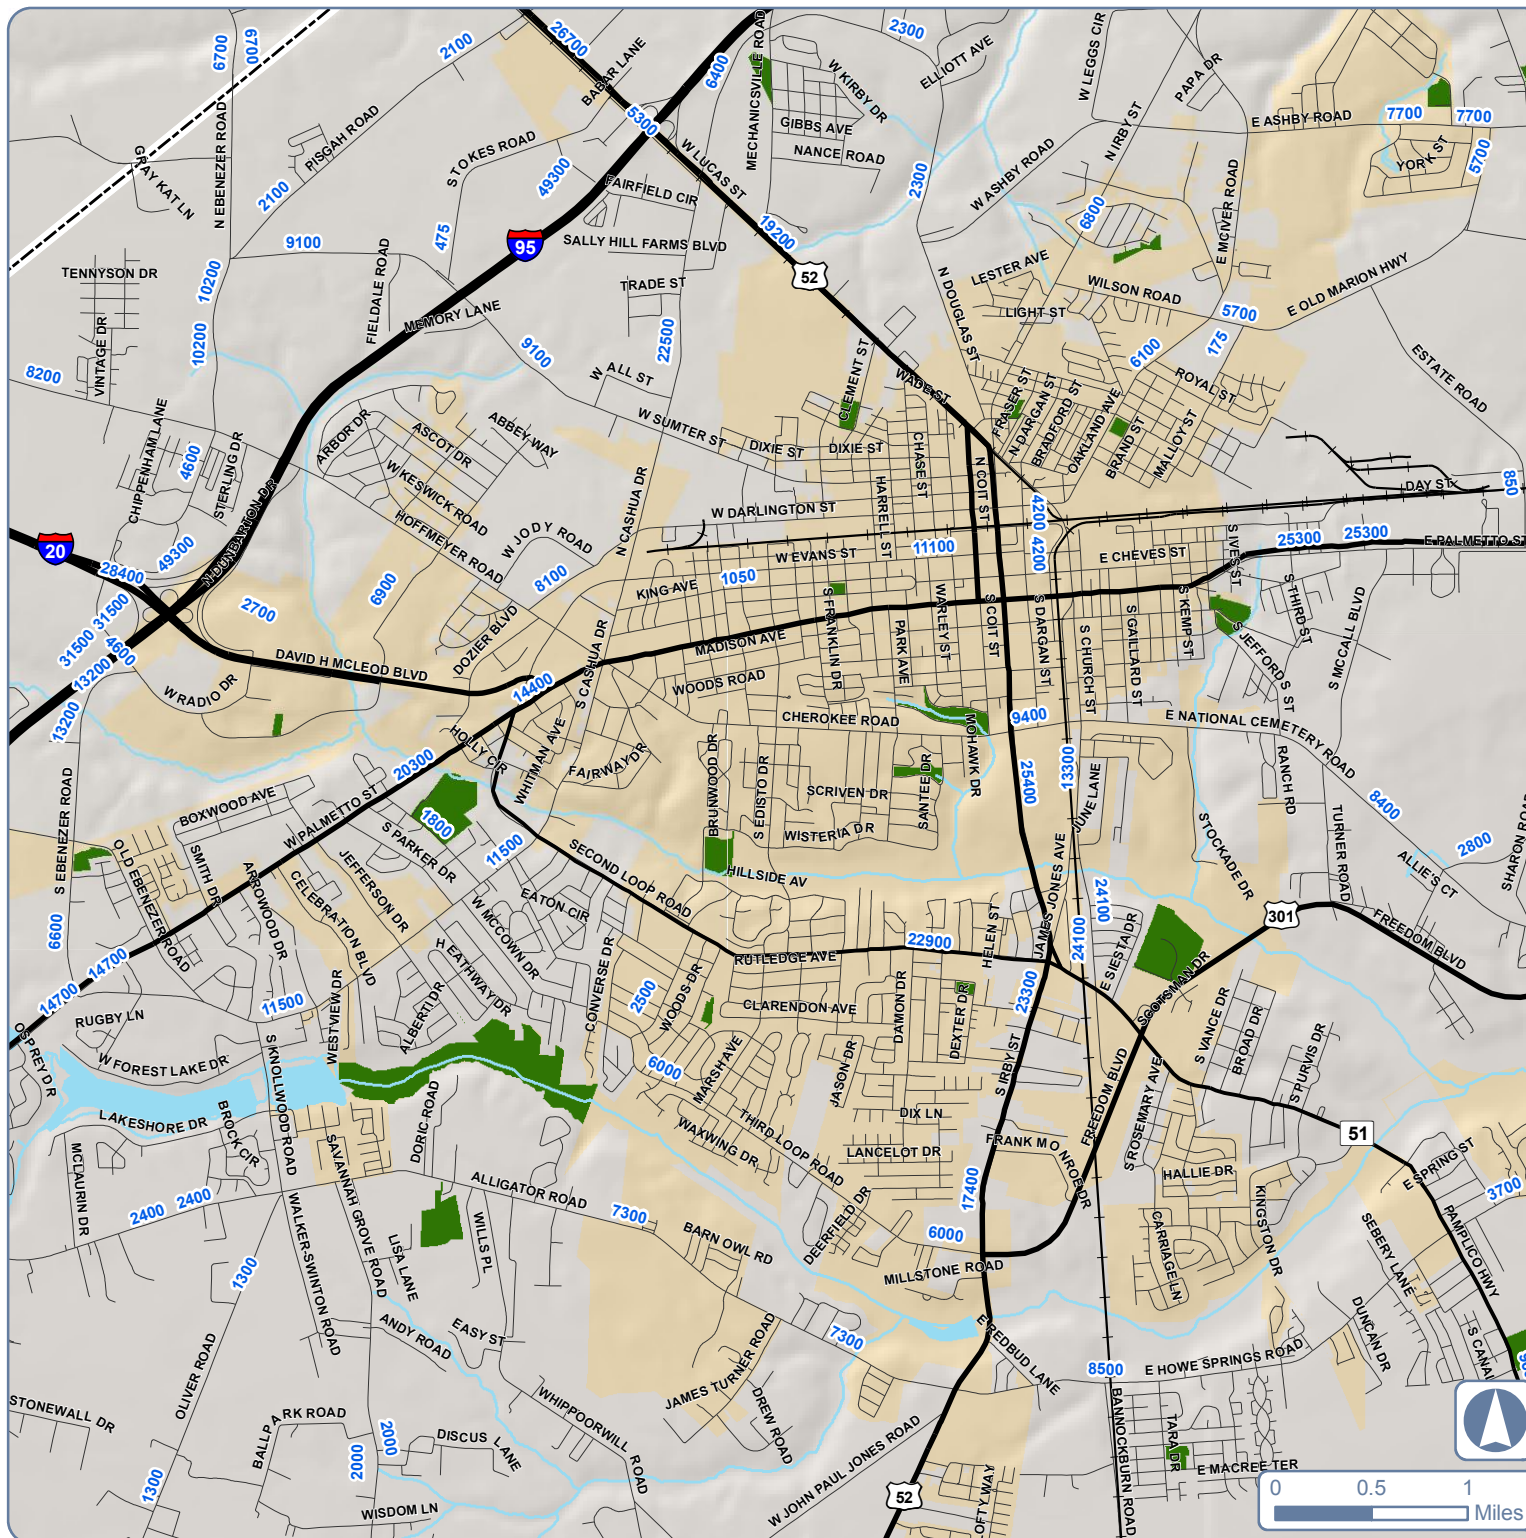 6700
6700
2100
26700
BABAR LANE
6400
MECHANICSVILLE ROAD
2300
ELLIOTT AVE
W LEGGS CIR
PAPA DR
W KIRBY DR
5300
GIBBS AVE
NANCE ROAD
E ASHBY ROAD
7700
7700
YORK ST
5700
N IRBY ST
PISGAH ROAD
N EBENEZER ROAD
GRAY KAT LN
2100
STOKES ROAD
49300
W LUCAS ST
FAIRFIELD CIR
2300
W ASHBY ROAD
6800
E MCIVER ROAD
19200
9100
475
95
SALLY HILL FARMS BLVD
52
TENNYSON DR
10200
FIELDALE ROAD
TRADE ST
N DOUGLAS ST
LESTER AVE
WILSON ROAD
E OLD MARION HWY
MEMORY LANE
LIGHT ST
5700
175
10200
VINTAGE DR
9100
22500
6100
8200
W ALL ST
CLEMENT ST
WADE ST
ROYAL ST
ESTATE ROAD
FRASER ST
N DARGAN ST
BRADFORD ST
OAKLAND AVE
BRAND ST
MALLOY ST
CHIPPENHAM LANE
4600
STERLING DR
ARBOR DR
ASCOT DR
ABBEY WAY
W SUMTER ST
DIXIE ST
DIXIE ST
CHASE ST
N COIT ST
W KESWICK ROAD
HOFFMEYER ROAD
W JODY ROAD
N CASHUA DR
W DARLINGTON ST
HARRELL ST
4200
4200
DAY ST
850
N DUNBARTON DR
20
28400
49300
W EVANS ST
11100
E CHEVES ST
S IVES ST
25300
25300
E PALMETTO ST
31500
31500
2700
6900
8100
KING AVE
1050
4600
13200
13200
DOZIER BLVD
S CASHUA DR
MADISON AVE
S FRANKLIN DR
PARK AVE
WARLEY ST
S COIT ST
S DARGAN ST
S CHURCH ST
S GAILLARD ST
S KEMP ST
S JEFFORDS ST
S THIRD ST
S MCCALL BLVD
DAVID H MCLEOD BLVD
W RADIO DR
14400
WOODS ROAD
CHEROKEE ROAD
MOHAWK DR
9400
E NATIONAL CEMETERY ROAD
HOLLY CIR
WHITMAN AVE
FAIRWAY DR
20300
BRUNWOOD DR
S EDISTO DR
SCRIVEN DR
SANTEE DR
WISTERIA DR
25400
13300
JUNE LANE
RANCH RD
8400
S EBENEZER ROAD
BOXWOOD AVE
W PALMETTO ST
1800
S PARKER DR
11500
STOCKADE DR
TURNER ROAD
ALLIE'S CT
2800
SHARON ROAD
OLD EBENEZER ROAD
SMITH DR
ARROWOOD DR
JEFFERSON DR
CELEBRATION BLVD
SECOND LOOP ROAD
HILLSIDE AV
JAMES JONES AVE
24100
24100
301
FREEDOM BLVD
6600
W MCCOWN DR
EATON CIR
HEATHWAY DR
CONVERSE DR
RUTLEDGE AVE
22900
HELEN ST
E SIESTA DR
SCOTSMAN DR
14700
14700
11500
2500
WOODS DR
CLARENDON AVE
DAMON DR
DEXTER DR
23300
S VANCE DR
BROAD DR
S PURVIS DR
OSPREY DR
RUGBY LN
W FOREST LAKE DR
WESTVIEW DR
ALBERTI DR
6000
MARSH AVE
JASON DR
S IRBY ST
FREEDOM BLVD
S ROSEMARY AVE
LAKESHORE DR
BROCK CIR
S KNOLLWOOD ROAD
SAVANNAH GROVE ROAD
DORIC ROAD
WAXWING DR
THIRD LOOP ROAD
DIX LN
LANCELOT DR
FRANK MONROE DR
51
HALLIE DR
E SPRING ST
3700
MCLAURIN DR
2400
2400
ALLIGATOR ROAD
7300
BARN OWL RD
DEERFIELD DR
17400
6000
CARRIAGE LN
KINGSTON DR
SEBERY LANE
PAMPLICO HWY
1300
WALKER-SWINTON ROAD
LISA LANE
WILLS PL
MILLSTONE ROAD
ANDY ROAD
EASY ST
7300
E REDBUD LANE
8500
E HOWE SPRINGS ROAD
DUNCAN DR
S CANAL
OLIVER ROAD
JAMES TURNER ROAD
DREW ROAD
STONEWALL DR
BALLPARK ROAD
2000
2000
DISCUS LANE
WHIPPOORWILL ROAD
W JOHN PAUL JONES ROAD
BANNOCKBURN ROAD
TARA DR
E MACREE TER
1300
WISDOM LN
52
LOFTY WAY
0 0.5 1
Miles